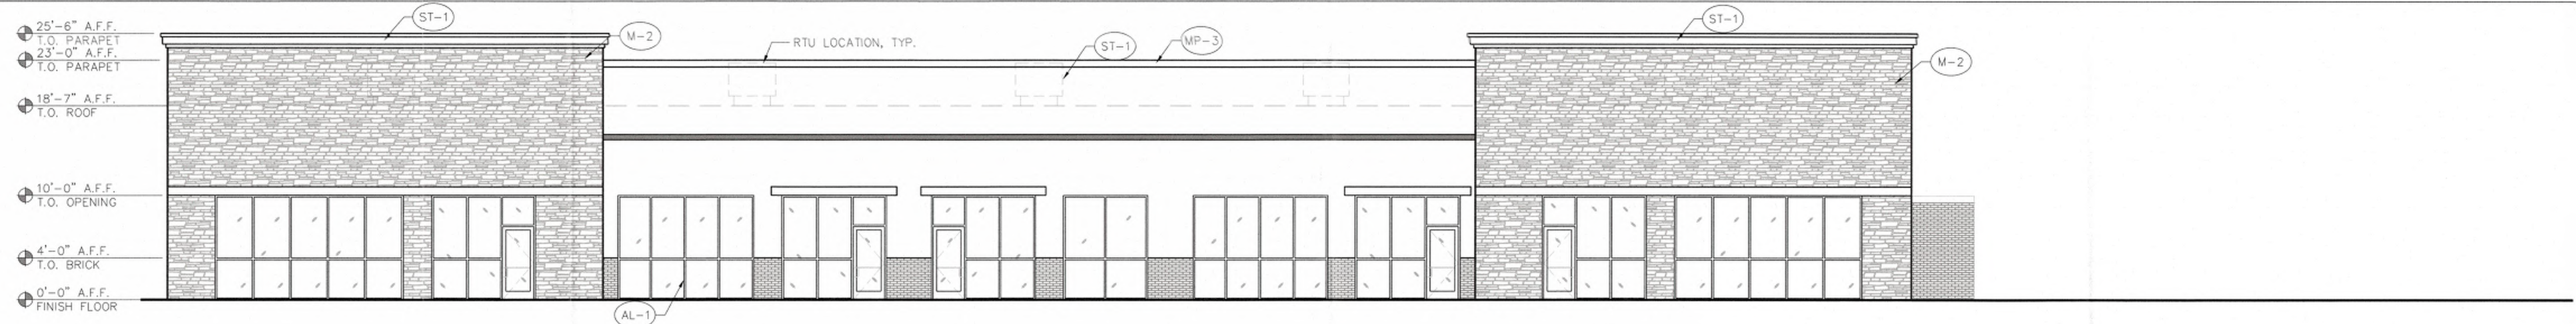 25'-6" A.F.F.
T.O. PARAPET
23'-0" A.F.F.
T.O. PARAPET
18'-7" A.F.F.
T.O. ROOF
10'-0" A.F.F.
T.O. OPENING
4'-0" A.F.F.
T.O. BRICK
0'-0" A.F.F.
FINISH FLOOR
ST-1
M-2
RTU LOCATION, TYP.
ST-1
MP-3
ST-1
M-2
AL-1